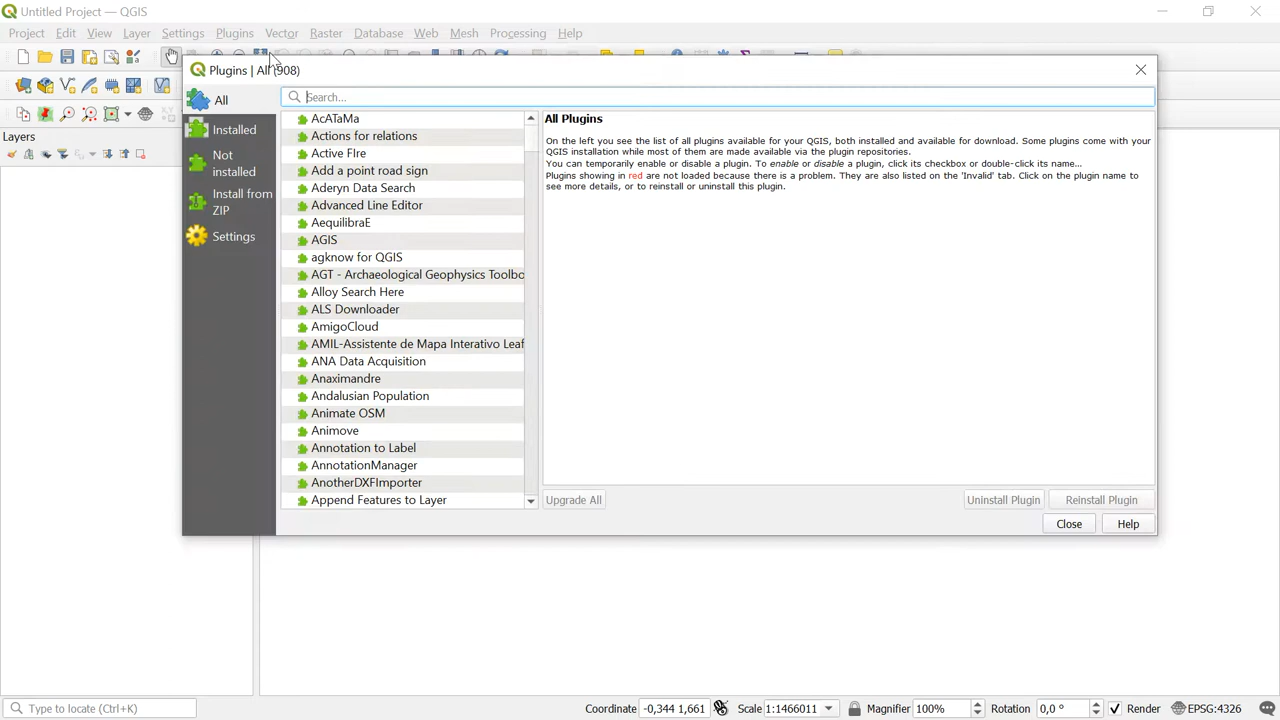 Untitled Project — QGIS
Project Edit View Layer Settings Plugins Vector Raster Database Web Mesh Processing Help
Plugins | All (908)
All
Search...
Installed
Not
installed
Install from
ZIP
Settings
Layers
AcATaMa
Actions for relations
Active FIre
Add a point road sign
Aderyn Data Search
Advanced Line Editor
AequilibraE
AGIS
agknow for QGIS
AGT - Archaeological Geophysics Toolbo
Alloy Search Here
ALS Downloader
AmigoCloud
AMIL-Assistente de Mapa Interativo Leaf
ANA Data Acquisition
Anaximandre
Andalusian Population
Animate OSM
Animove
Annotation to Label
AnnotationManager
AnotherDXFImporter
Append Features to Layer
All Plugins
On the left you see the list of all plugins available for your QGIS, both installed and available for download. Some plugins come with your
QGIS installation while most of them are made available via the plugin repositories.
You can temporarily enable or disable a plugin. To enable or disable a plugin, click its checkbox or double-click its name...
Plugins showing in red are not loaded because there is a problem. They are also listed on the 'Invalid' tab. Click on the plugin name to
see more details, or to reinstall or uninstall this plugin.
Upgrade All
Uninstall Plugin
Reinstall Plugin
Close
Help
Type to locate (Ctrl+K)
Coordinate -0,344 1,661
Scale 1:1466011
Magnifier 100%
Rotation 0,0 °
Render
EPSG:4326